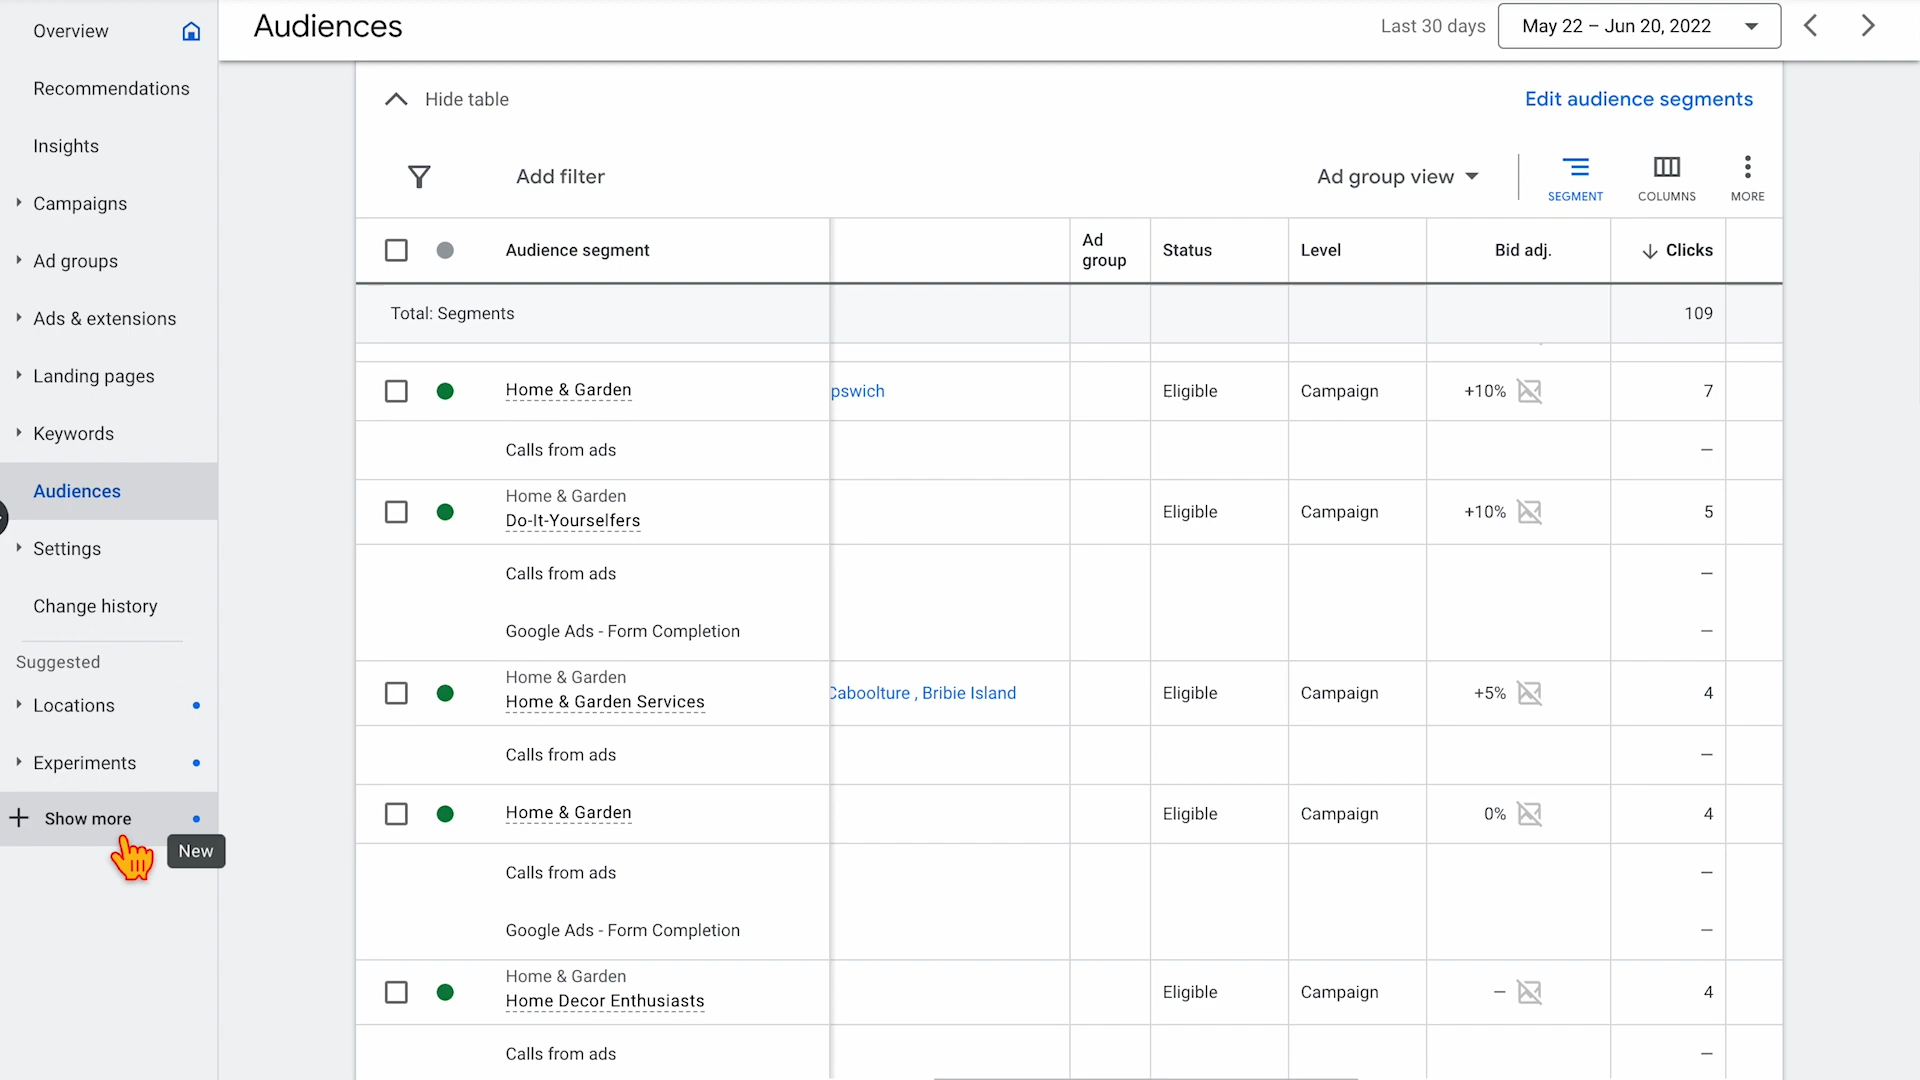 Overview
Recommendations
Insights
Campaigns
Ad groups
Ads & extensions
Landing pages
Keywords
Audiences
Settings
Change history
Suggested
Locations
Experiments
Show more
New
Audiences
Last 30 days
May 22 – Jun 20, 2022
Hide table
Edit audience segments
Add filter
Ad group view
SEGMENT
COLUMNS
MORE
Audience segment
Ad
group
Status
Level
Bid adj.
Clicks
Total: Segments
109
Home & Garden
pswich
Eligible
Campaign
+10%
7
Calls from ads
–
Home & Garden
Do-It-Yourselfers
Eligible
Campaign
+10%
5
Calls from ads
–
Google Ads - Form Completion
–
Home & Garden
Home & Garden Services
Caboolture , Bribie Island
Eligible
Campaign
+5%
4
Calls from ads
–
Home & Garden
Eligible
Campaign
0%
4
Calls from ads
–
Google Ads - Form Completion
–
Home & Garden
Home Decor Enthusiasts
Eligible
Campaign
–
4
Calls from ads
–